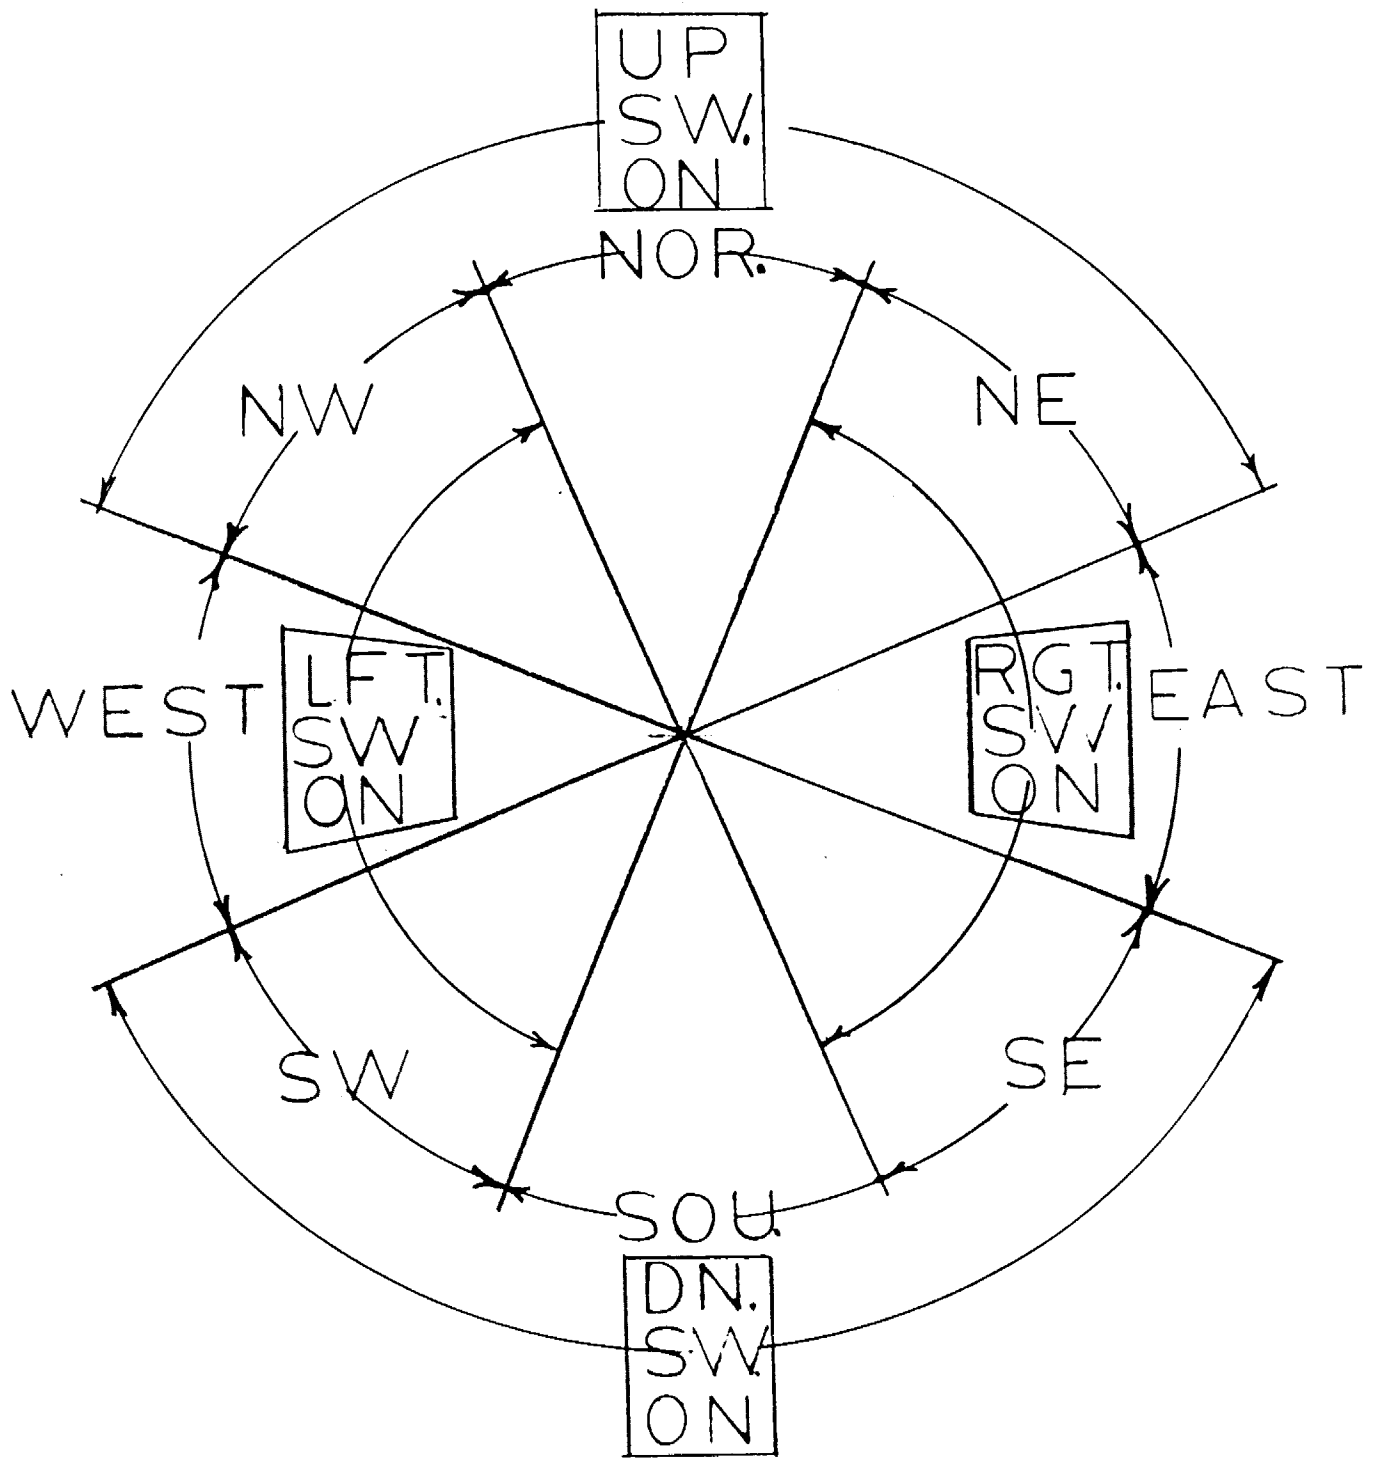 UP
SW.
ON
NOR.
NW
NE
WEST
LFT.
SW
ON
RGT.
SW
ON
EAST
SW
SE
SOU.
DN.
SW.
ON